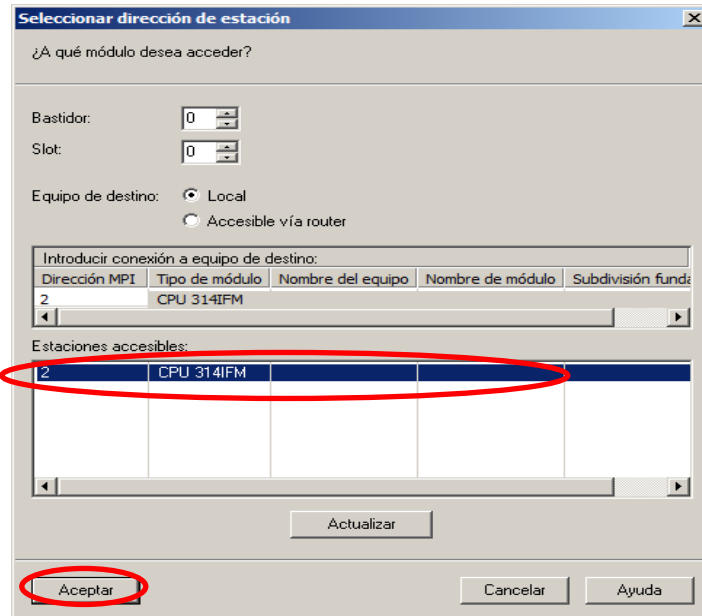 Seleccionar dirección de estación
¿A qué módulo desea acceder?
Bastidor: 0
Slot: 0
Equipo de destino: Local
Accesible vía router
Introducir conexión a equipo de destino:
Dirección MPI Tipo de módulo Nombre del equipo Nombre de módulo Subdivisión funda
2 CPU 314IFM
Estaciones accesibles:
2 CPU 314IFM
Actualizar
Aceptar Cancelar Ayuda